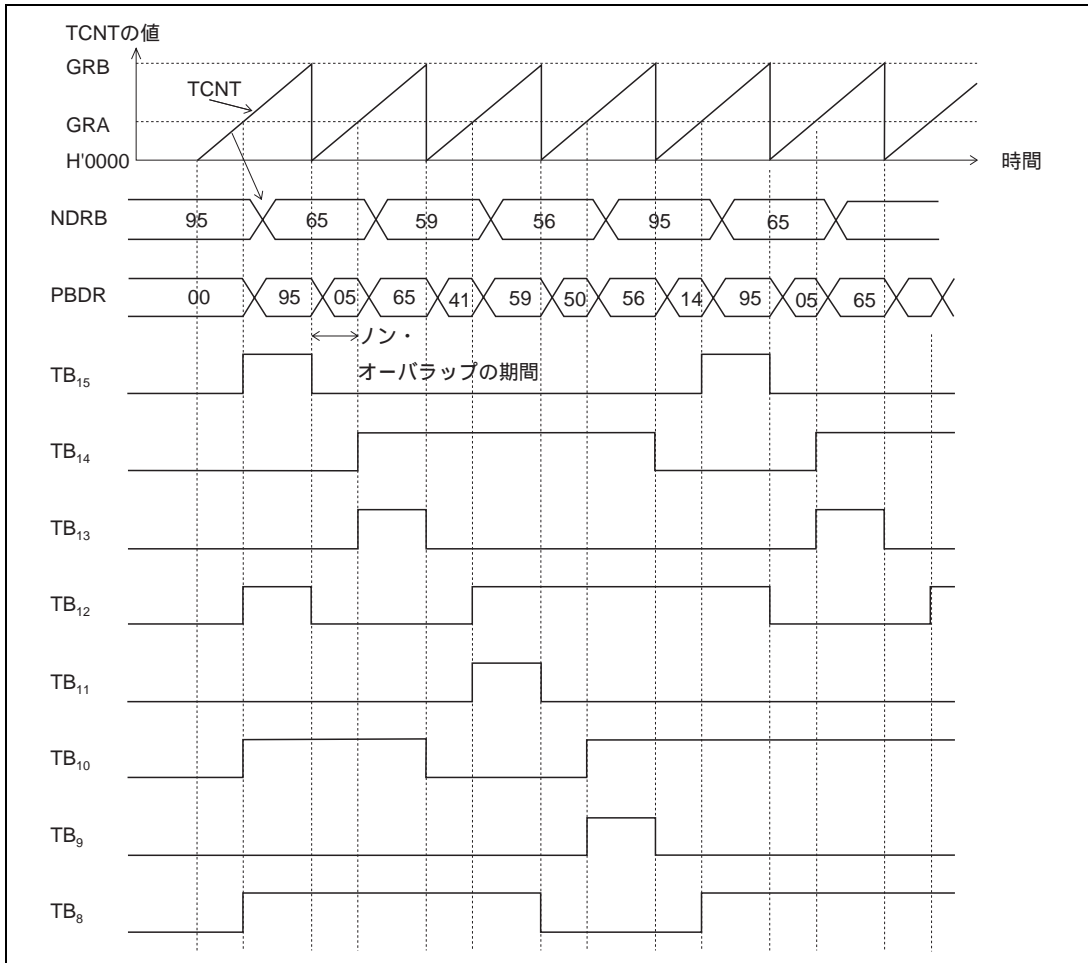 TCNTの値
GRB
TCNT
GRA
H'0000
時間
NDRB 95 65 59 56 95 65
PBDR 00 95 05 65 41 59 50 56 14 95 05 65
ノン・
オーバラップの期間
TB15
TB14
TB13
TB12
TB11
TB10
TB9
TB8